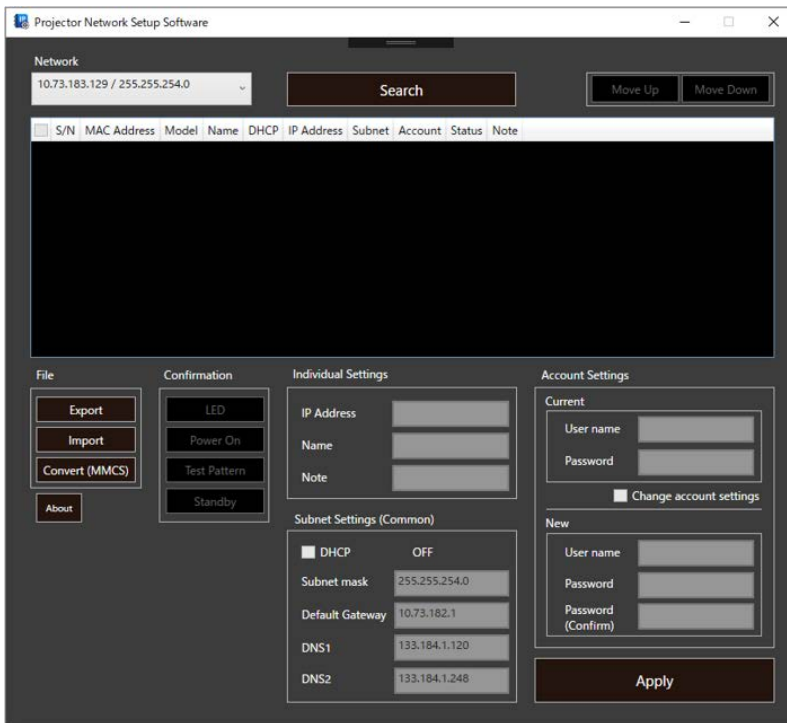 Projector Network Setup Software
Network
10.73.183.129 / 255.255.254.0
Search
Move Up
Move Down
S/N MAC Address Model Name DHCP IP Address Subnet Account Status Note
File
Export
Import
Convert (MMCS)
About
Confirmation
LED
Power On
Test Pattern
Standby
Individual Settings
IP Address
Name
Note
Subnet Settings (Common)
DHCP OFF
Subnet mask 255.255.254.0
Default Gateway 10.73.182.1
DNS1 133.184.1.120
DNS2 133.184.1.248
Account Settings
Current
User name
Password
Change account settings
New
User name
Password
Password
(Confirm)
Apply